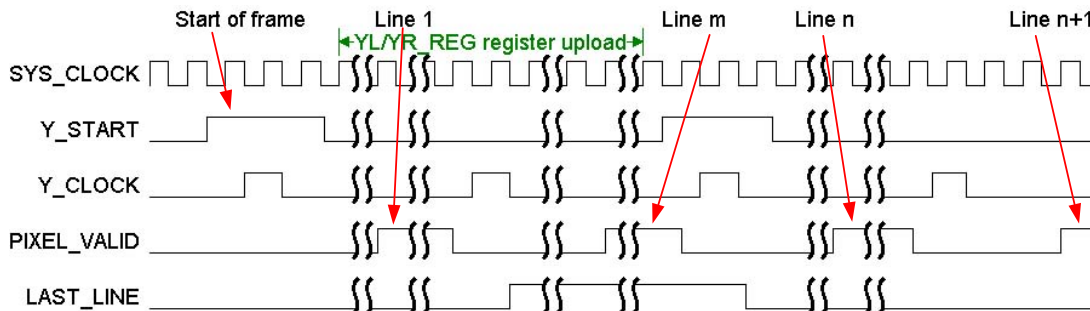 Start of frame Line 1 Line m Line n Line n+1
YL/YR_REG register upload
SYS_CLOCK
Y_START
Y_CLOCK
PIXEL_VALID
LAST_LINE